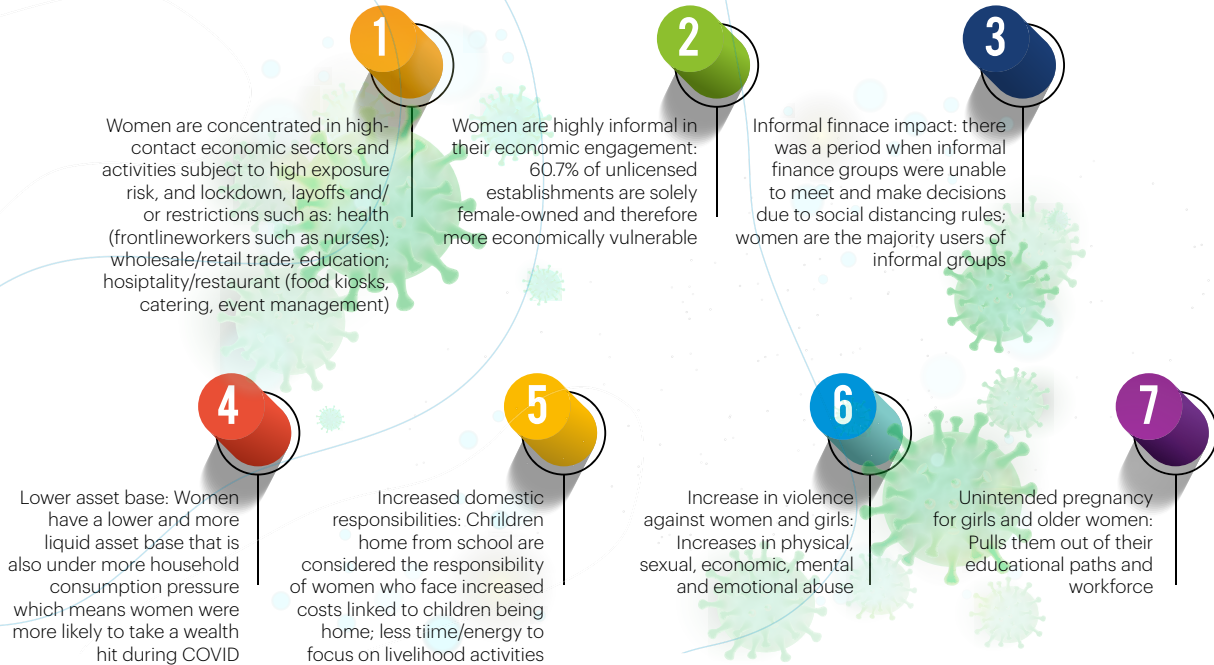 1
Women are concentrated in high-
contact economic sectors and
activities subject to high exposure
risk, and lockdown, layoffs and/
or restrictions such as: health
(frontlineworkers such as nurses);
wholesale/retail trade; education;
hosiptality/restaurant (food kiosks,
catering, event management)
2
Women are highly informal in
their economic engagement:
60.7% of unlicensed
establishments are solely
female-owned and therefore
more economically vulnerable
3
Informal finnace impact: there
was a period when informal
finance groups were unable
to meet and make decisions
due to social distancing rules;
women are the majority users of
informal groups
4
Lower asset base: Women
have a lower and more
liquid asset base that is
also under more household
consumption pressure
which means women were
more likely to take a wealth
hit during COVID
5
Increased domestic
responsibilities: Chrildren
home from school are
considered the responsibility
of women who face increased
costs linked to children being
home; less tiime/energy to
focus on livelihood activities
6
Increase in violence
against women and girls:
Increases in physical,
sexual, economic, mental
and emotional abuse
7
Unintended pregnancy
for girls and older women:
Pulls them out of their
educational paths and
workforce